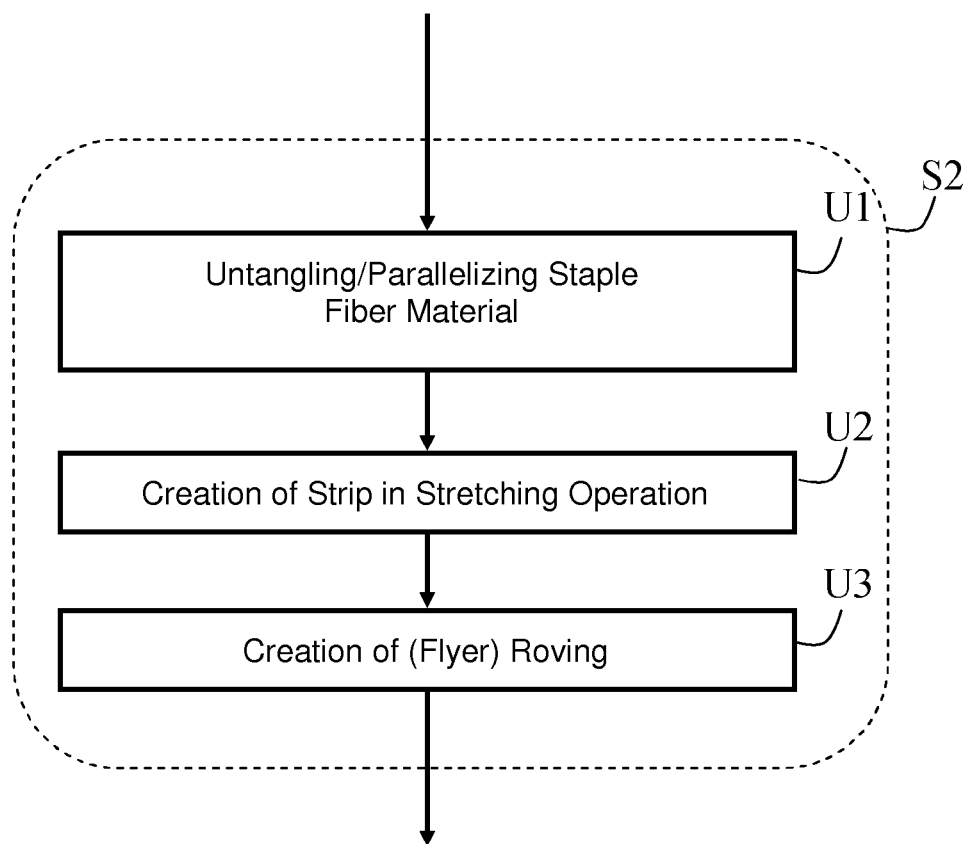 S2
U1
Untangling/Parallelizing Staple
Fiber Material
U2
Creation of Strip in Stretching Operation
U3
Creation of (Flyer) Roving